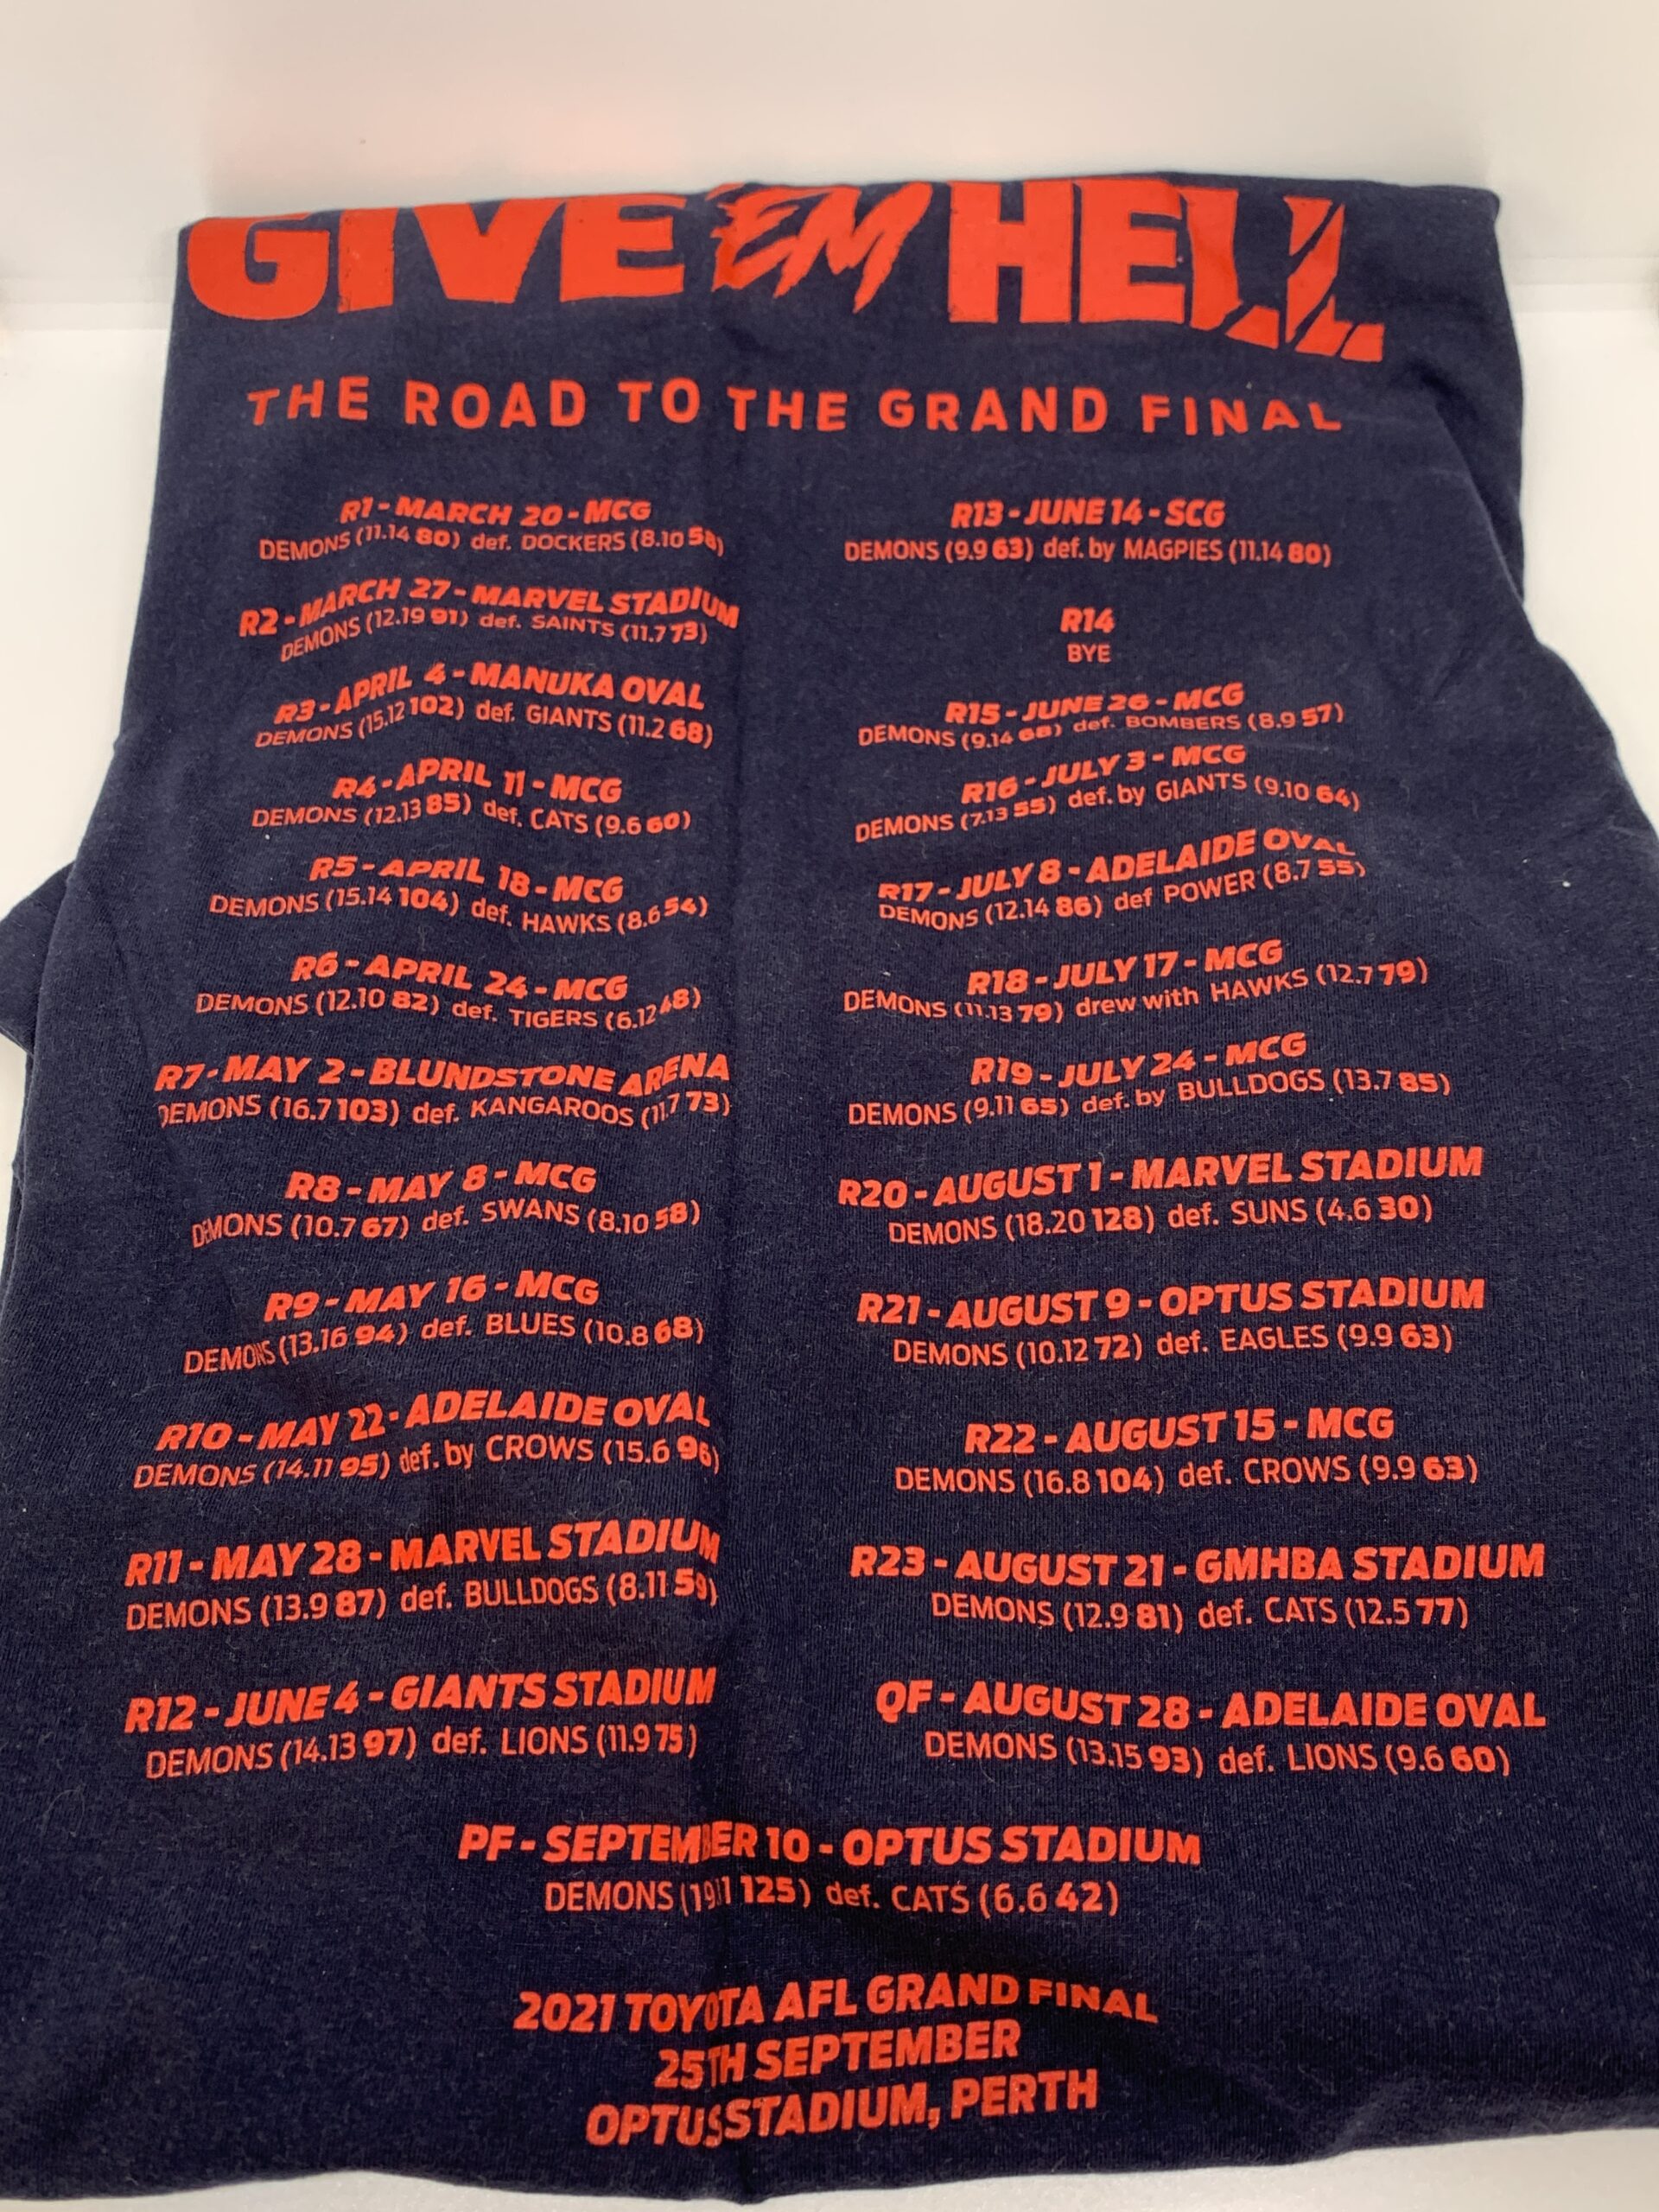 GIVE 'EM HELL
THE ROAD TO THE GRAND FINAL
R1 - MARCH 20 - MCG
DEMONS (11.14 80) def. DOCKERS (8.10 58)
R2 - MARCH 27 - MARVEL STADIUM
DEMONS (12.19 91) def. SAINTS (11.7 73)
R3 - APRIL 4 - MANUKA OVAL
DEMONS (15.12 102) def. GIANTS (11.2 68)
R4 - APRIL 11 - MCG
DEMONS (12.13 85) def. CATS (9.6 60)
R5 - APRIL 18 - MCG
DEMONS (15.14 104) def. HAWKS (8.6 54)
R6 - APRIL 24 - MCG
DEMONS (12.10 82) def. TIGERS (6.12 48)
R7 - MAY 2 - BLUNDSTONE ARENA
DEMONS (16.7 103) def. KANGAROOS (11.7 73)
R8 - MAY 8 - MCG
DEMONS (10.7 67) def. SWANS (8.10 58)
R9 - MAY 16 - MCG
DEMONS (13.16 94) def. BLUES (10.8 68)
R10 - MAY 22 - ADELAIDE OVAL
DEMONS (14.11 95) def. by CROWS (15.6 96)
R11 - MAY 28 - MARVEL STADIUM
DEMONS (13.9 87) def. BULLDOGS (8.11 59)
R12 - JUNE 4 - GIANTS STADIUM
DEMONS (14.13 97) def. LIONS (11.9 75)
R13 - JUNE 14 - SCG
DEMONS (9.9 63) def. by MAGPIES (11.14 80)
R14
BYE
R15 - JUNE 26 - MCG
DEMONS (9.14 68) def. BOMBERS (8.9 57)
R16 - JULY 3 - MCG
DEMONS (7.13 55) def. by GIANTS (9.10 64)
R17 - JULY 8 - ADELAIDE OVAL
DEMONS (12.14 86) def POWER (8.7 55)
R18 - JULY 17 - MCG
DEMONS (11.13 79) drew with HAWKS (12.7 79)
R19 - JULY 24 - MCG
DEMONS (9.11 65) def. by BULLDOGS (13.7 85)
R20 - AUGUST 1 - MARVEL STADIUM
DEMONS (18.20 128) def. SUNS (4.6 30)
R21 - AUGUST 9 - OPTUS STADIUM
DEMONS (10.12 72) def. EAGLES (9.9 63)
R22 - AUGUST 15 - MCG
DEMONS (16.8 104) def. CROWS (9.9 63)
R23 - AUGUST 21 - GMHBA STADIUM
DEMONS (12.9 81) def. CATS (12.5 77)
QF - AUGUST 28 - ADELAIDE OVAL
DEMONS (13.15 93) def. LIONS (9.6 60)
PF - SEPTEMBER 10 - OPTUS STADIUM
DEMONS (19.11 125) def. CATS (6.6 42)
2021 TOYOTA AFL GRAND FINAL
25TH SEPTEMBER
OPTUS STADIUM, PERTH